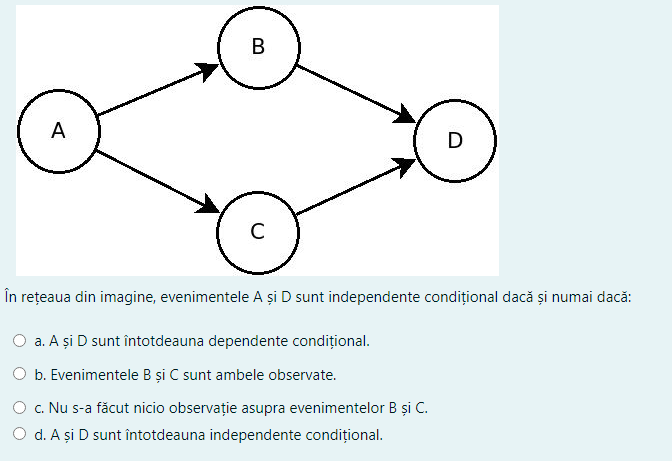 B
A
D
C
În rețeaua din imagine, evenimentele A și D sunt independente condițional dacă și numai dacă:
a. A și D sunt întotdeauna dependente condițional.
b. Evenimentele B și C sunt ambele observate.
c. Nu s-a făcut nicio observație asupra evenimentelor B și C.
d. A și D sunt întotdeauna independente condițional.